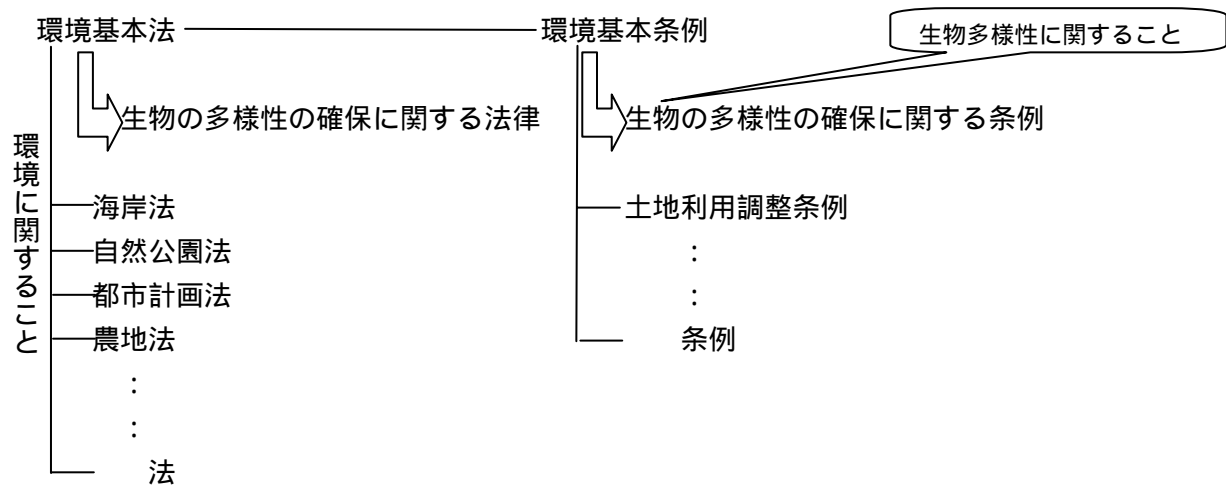 環境基本法
環境基本条例
生物多様性に関すること
生物の多様性の確保に関する法律
生物の多様性の確保に関する条例
環境に関すること
海岸法
土地利用調整条例
自然公園法
:
都市計画法
:
農地法
条例
:
:
法